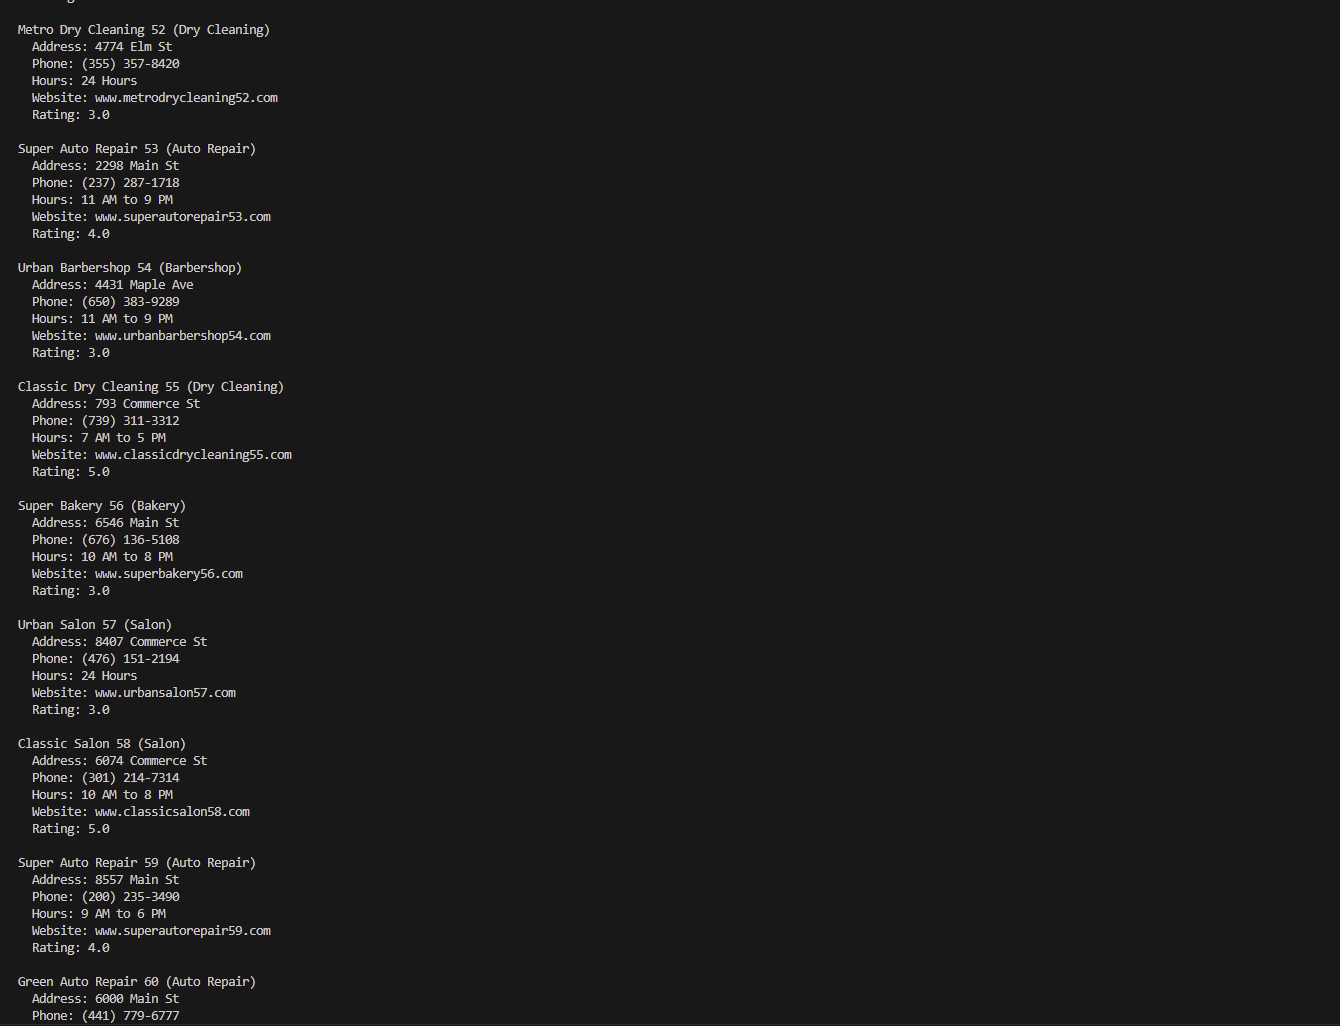 Metro Dry Cleaning 52 (Dry Cleaning)
Address: 4774 Elm St
Phone: (355) 357-8420
Hours: 24 Hours
Website: www.metrodrycleaning52.com
Rating: 3.0
Super Auto Repair 53 (Auto Repair)
Address: 2298 Main St
Phone: (237) 287-1718
Hours: 11 AM to 9 PM
Website: www.superautorepair53.com
Rating: 4.0
Urban Barbershop 54 (Barbershop)
Address: 4431 Maple Ave
Phone: (650) 383-9289
Hours: 11 AM to 9 PM
Website: www.urbanbarbershop54.com
Rating: 3.0
Classic Dry Cleaning 55 (Dry Cleaning)
Address: 793 Commerce St
Phone: (739) 311-3312
Hours: 7 AM to 5 PM
Website: www.classicdrycleaning55.com
Rating: 5.0
Super Bakery 56 (Bakery)
Address: 6546 Main St
Phone: (676) 136-5108
Hours: 10 AM to 8 PM
Website: www.superbakery56.com
Rating: 3.0
Urban Salon 57 (Salon)
Address: 8407 Commerce St
Phone: (476) 151-2194
Hours: 24 Hours
Website: www.urbansalon57.com
Rating: 3.0
Classic Salon 58 (Salon)
Address: 6074 Commerce St
Phone: (301) 214-7314
Hours: 10 AM to 8 PM
Website: www.classicsalon58.com
Rating: 5.0
Super Auto Repair 59 (Auto Repair)
Address: 8557 Main St
Phone: (200) 235-3490
Hours: 9 AM to 6 PM
Website: www.superautorepair59.com
Rating: 4.0
Green Auto Repair 60 (Auto Repair)
Address: 6000 Main St
Phone: (441) 779-6777